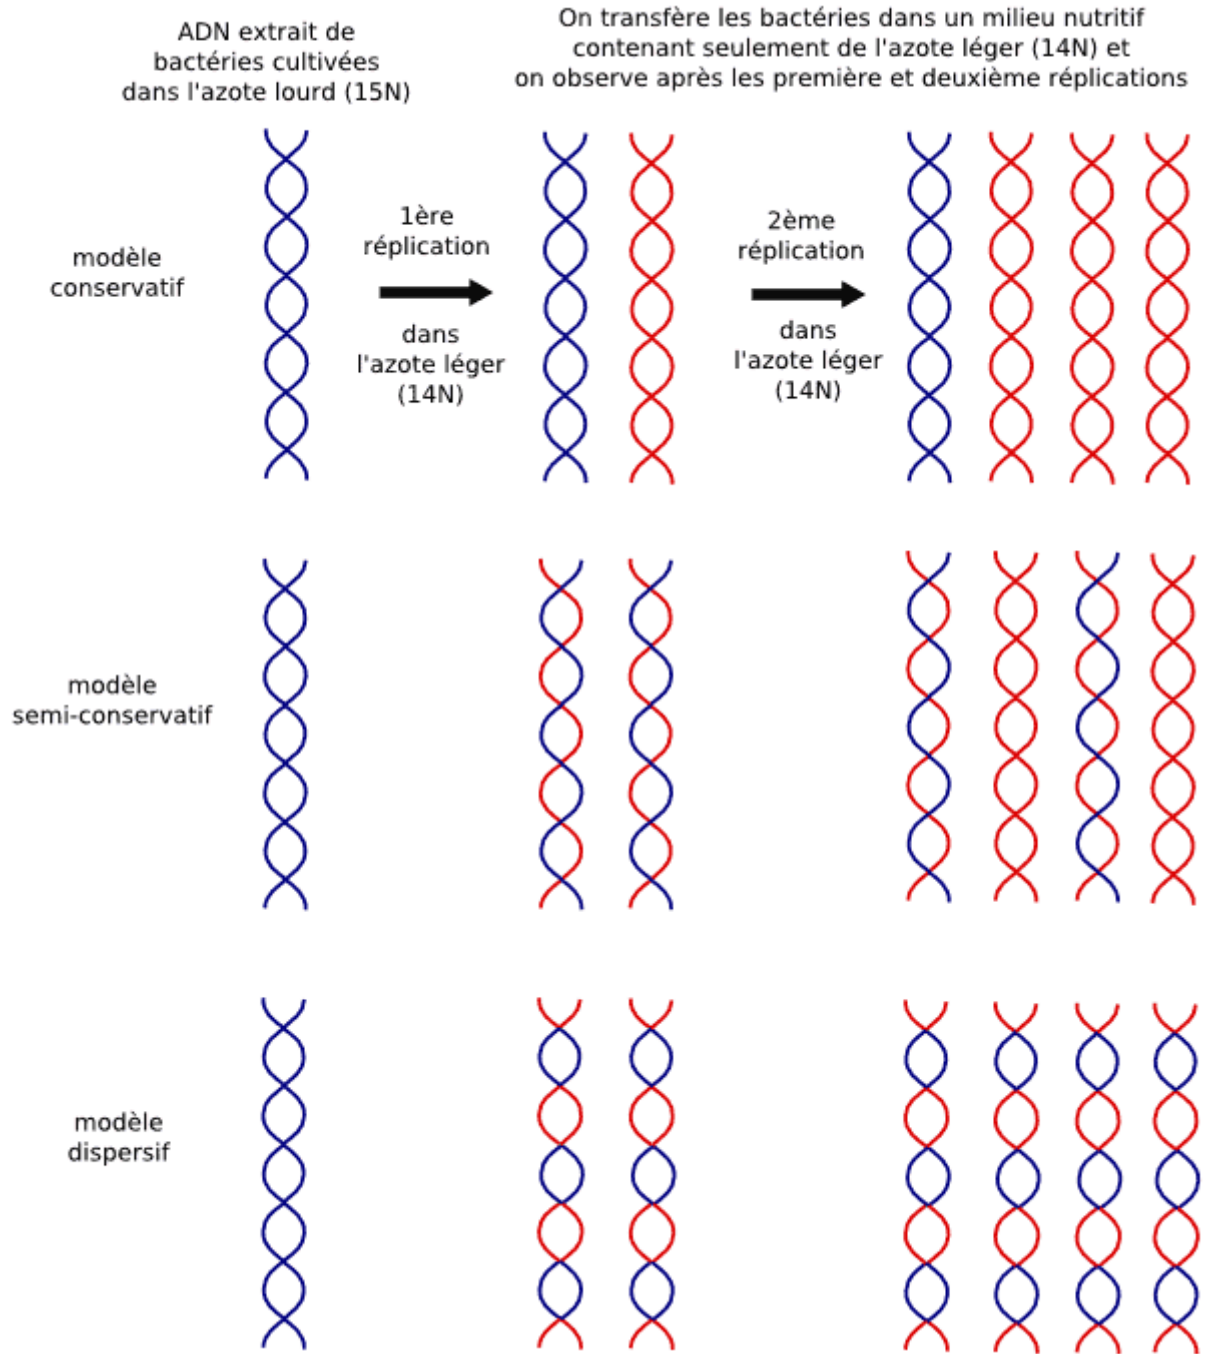 ADN extrait de
bactéries cultivées
dans l'azote lourd (15N)
On transfère les bactéries dans un milieu nutritif
contenant seulement de l'azote léger (14N) et
on observe après les première et deuxième réplications
modèle
conservatif
1ère
réplication
dans
l'azote léger
(14N)
2ème
réplication
dans
l'azote léger
(14N)
modèle
semi-conservatif
modèle
dispersif